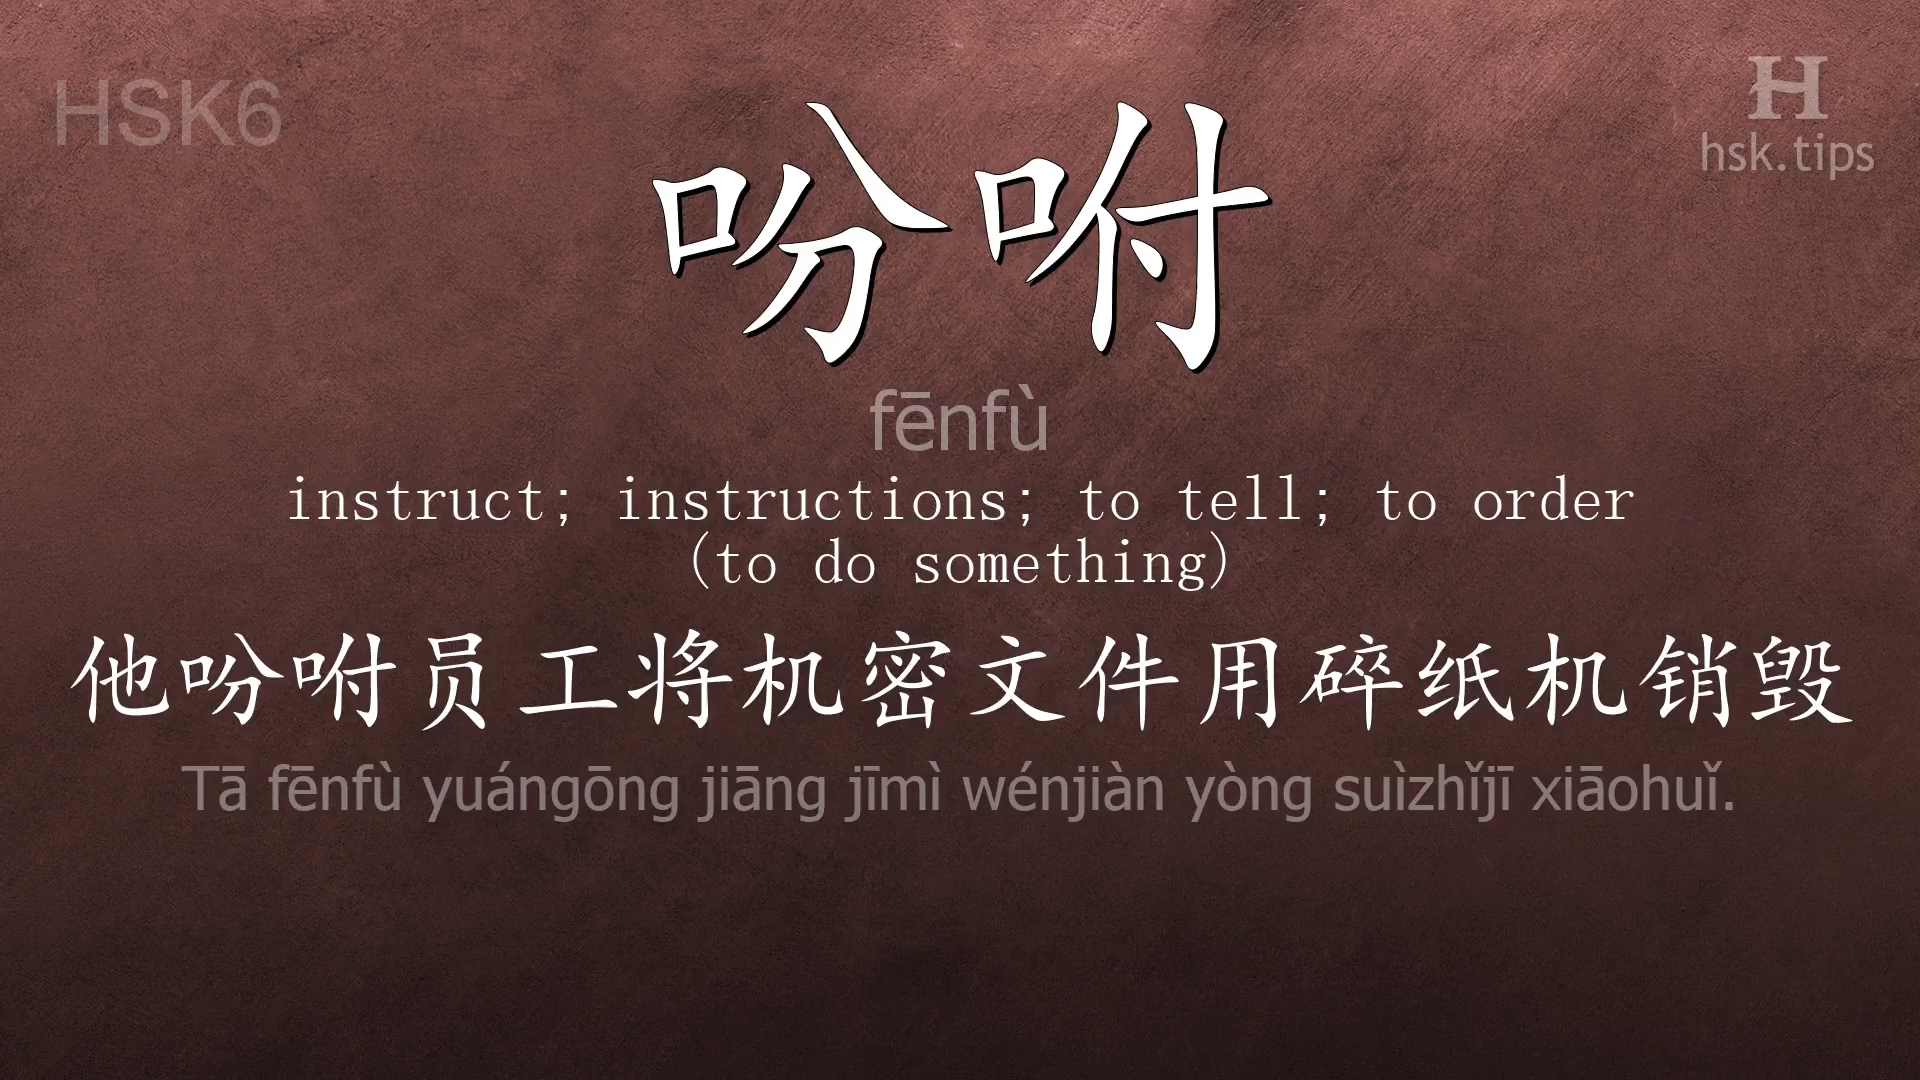 HSK6
H
hsk.tips
吩咐
fēnfù
instruct; instructions; to tell; to order
(to do something)
他吩咐员工将机密文件用碎纸机销毁
Tā fēnfù yuángōng jiāng jīmì wénjiàn yòng suìzhǐjī xiāohuǐ.